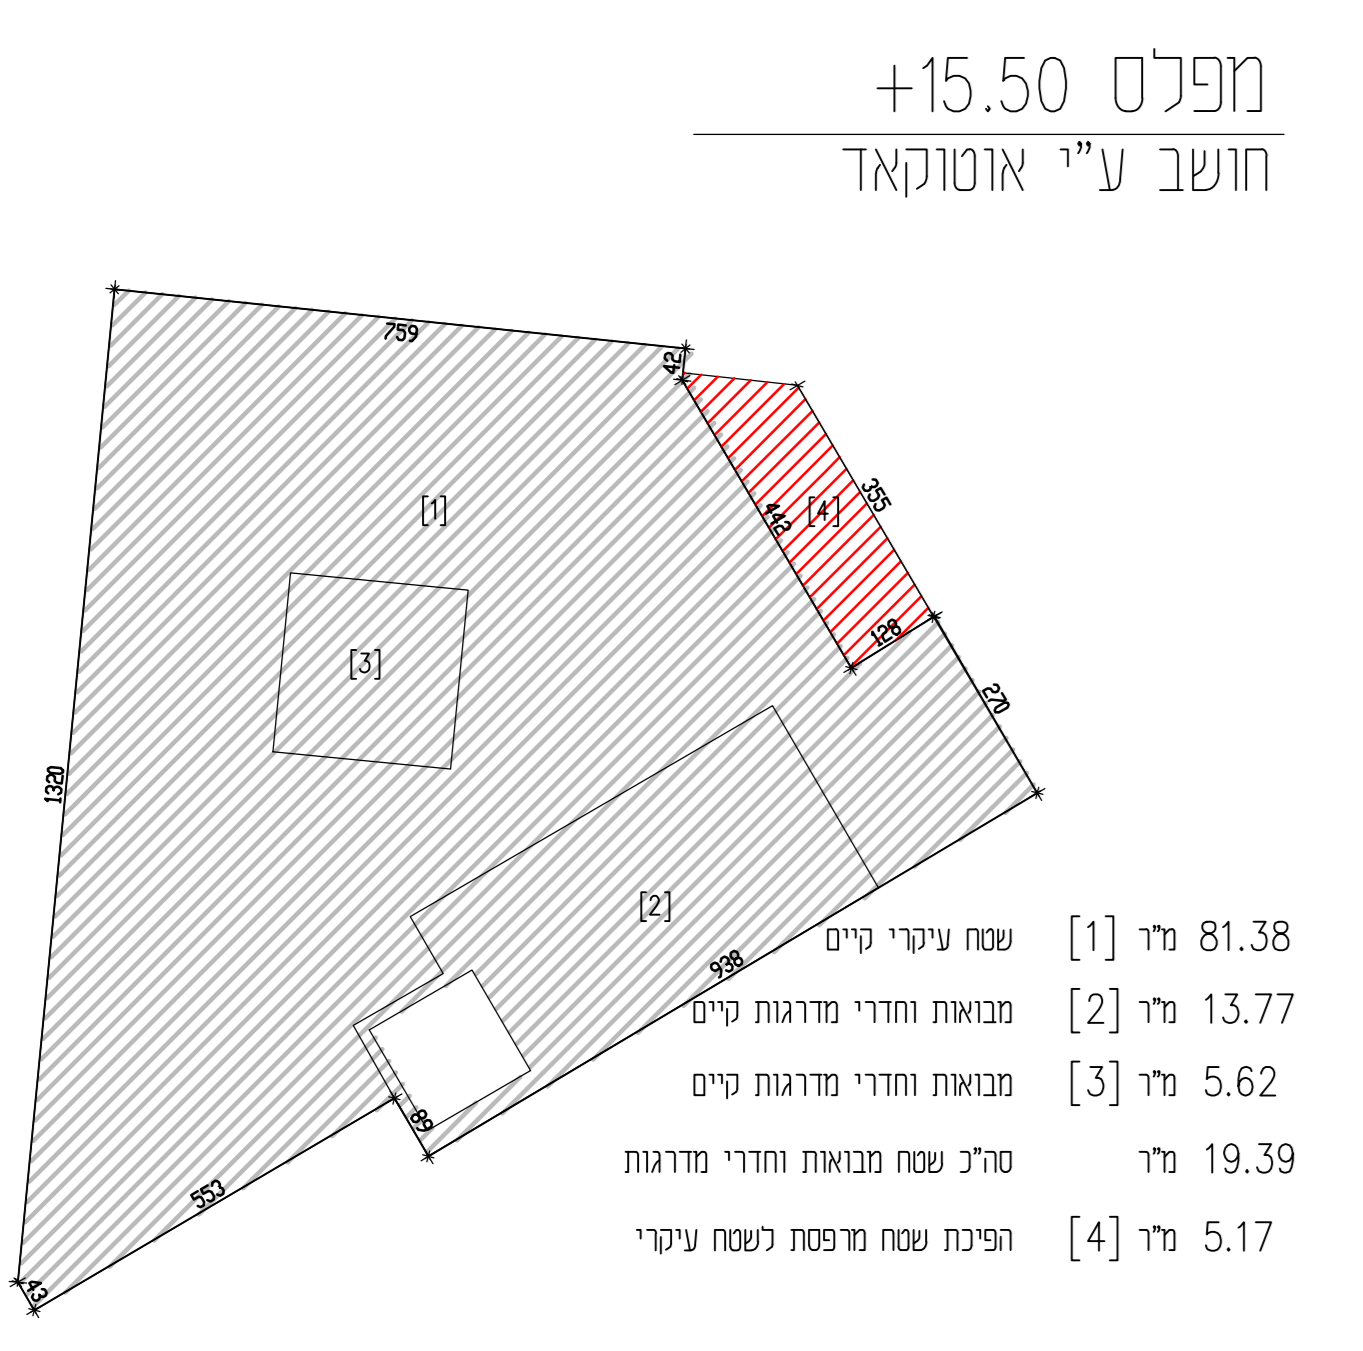 מפלס 15.50+
חושב ע"י אוטוקאד
759
42
[1]
[4]
355
442
[3]
128
270
1320
[2]
938
89
553
43
שטח עיקרי קיים [1] מ"ר 81.38
מבואות וחדרי מדרגות קיים [2] מ"ר 13.77
מבואות וחדרי מדרגות קיים [3] מ"ר 5.62
סה"כ שטח מבואות וחדרי מדרגות מ"ר 19.39
הפיכת שטח מרפסת לשטח עיקרי [4] מ"ר 5.17